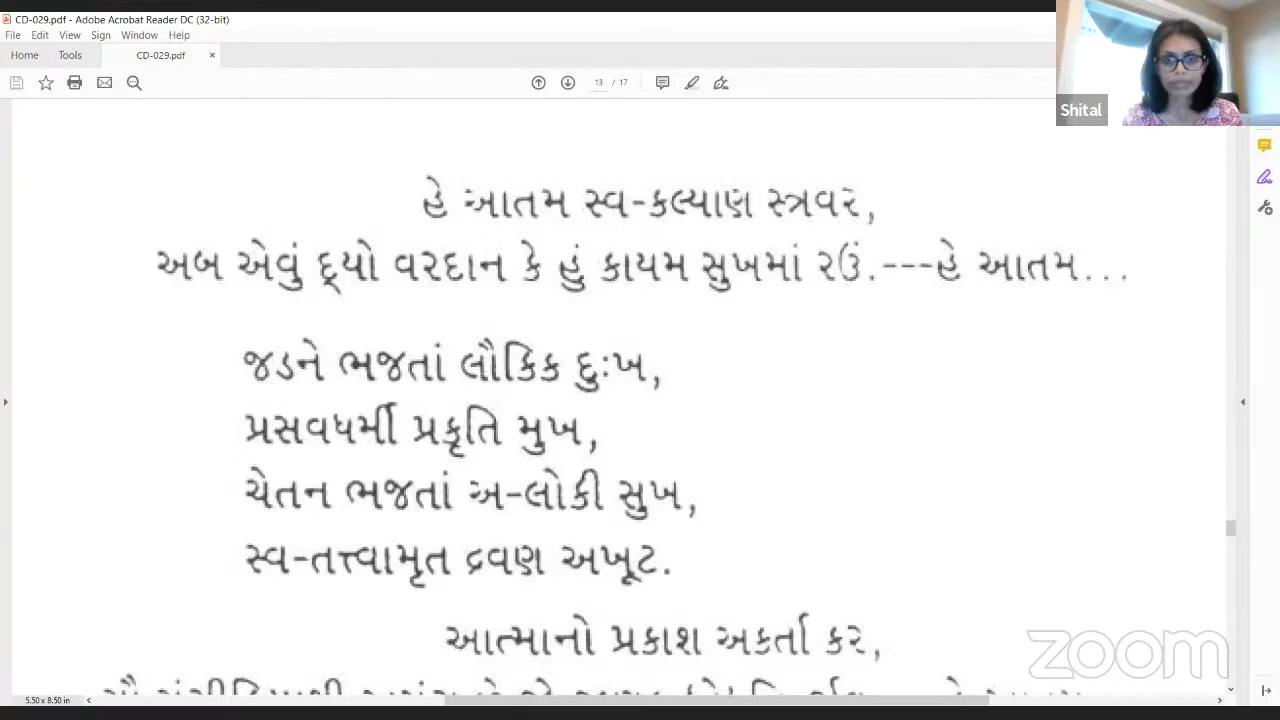 CD-029.pdf - Adobe Acrobat Reader DC (32-bit)
File Edit View Sign Window Help
Home Tools CD-029.pdf ×
13 / 17
Shital
હે આતમ સ્વ-કલ્યાણ સ્ત્રવર,
અબ એવું દ્યો વરદાન કે હું કાયમ સુખમાં રઉં.---હે આતમ...
જડને ભજતાં લૌકિક દુઃખ,
પ્રસવધર્મી પ્રકૃતિ મુખ,
ચેતન ભજતાં અ-લોકી સુખ,
સ્વ-તત્ત્વામૃત દ્રવણ અખૂટ.
આત્માનો પ્રકાશ અકર્તા કરે,
zoom
5.50 x 8.50 in